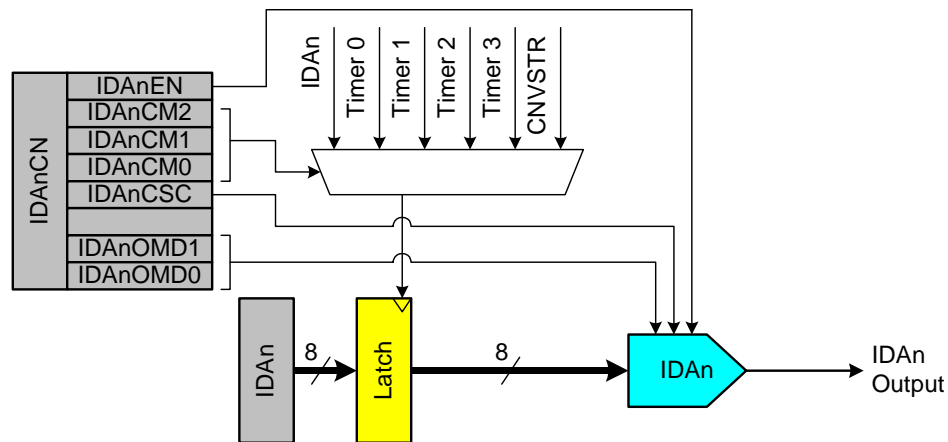 IDAnCN
IDAnEN
IDAnCM2
IDAnCM1
IDAnCM0
IDAnCSC
IDAnOMD1
IDAnOMD0
IDAn
Timer 0
Timer 1
Timer 2
Timer 3
CNVSTR
IDAn
8
Latch
8
IDAn
IDAn
Output